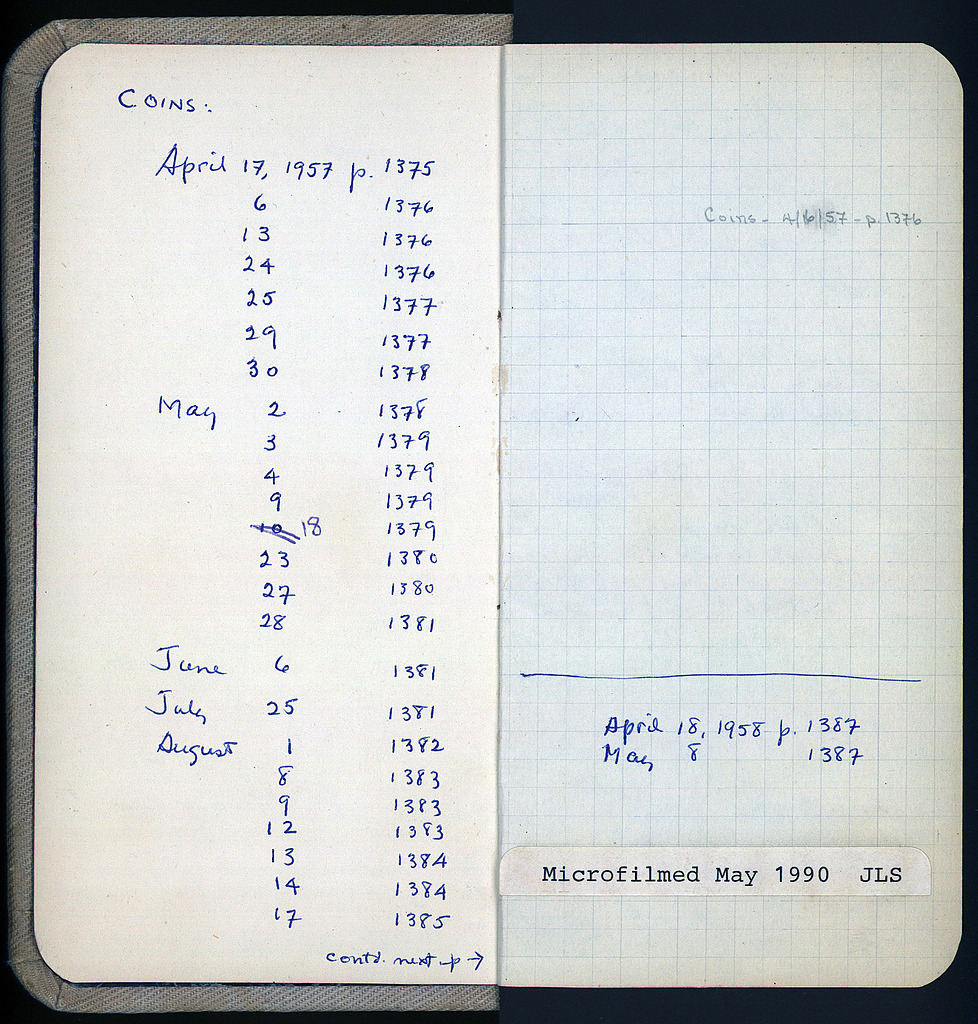 COINS:
April 17, 1957 p. 1375
6 1376
13 1376
24 1376
25 1377
29 1377
30 1378
May 2 1378
3 1379
4 1379
9 1379
10 18 1379
23 1380
27 1380
28 1381
June 6 1381
July 25 1381
August 1 1382
8 1383
9 1383
12 1383
13 1384
14 1384
17 1385
contd. next p →
Coins - 4/6/57 - p. 1376
April 18, 1958 p. 1387
May 8 1387
Microfilmed May 1990 JLS